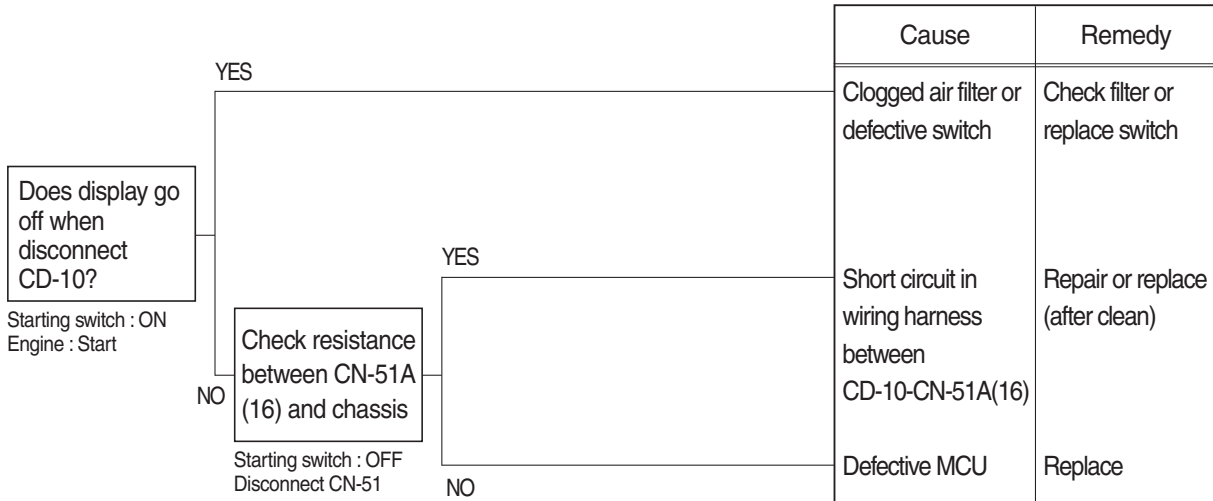 Cause
Remedy
YES
Clogged air filter or
defective switch
Check filter or
replace switch
Does display go
off when
disconnect
CD-10?
Starting switch : ON
Engine : Start
YES
Short circuit in
wiring harness
between
CD-10-CN-51A(16)
Repair or replace
(after clean)
NO
Check resistance
between CN-51A
(16) and chassis
Starting switch : OFF
Disconnect CN-51
NO
Defective MCU
Replace